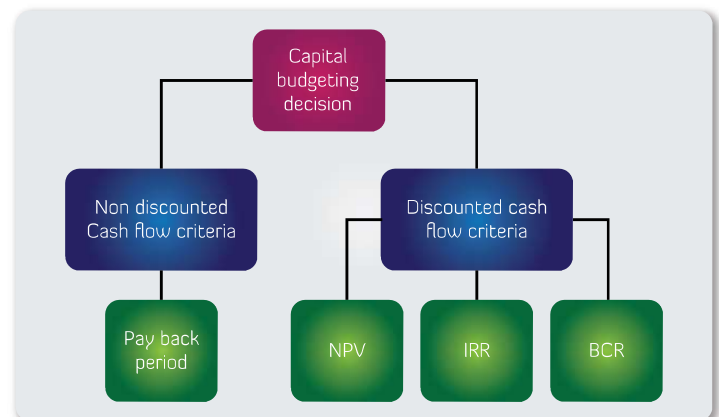 Capital
budgeting
decision
Non discounted
Cash flow criteria
Discounted cash
flow criteria
Pay back
period
NPV
IRR
BCR